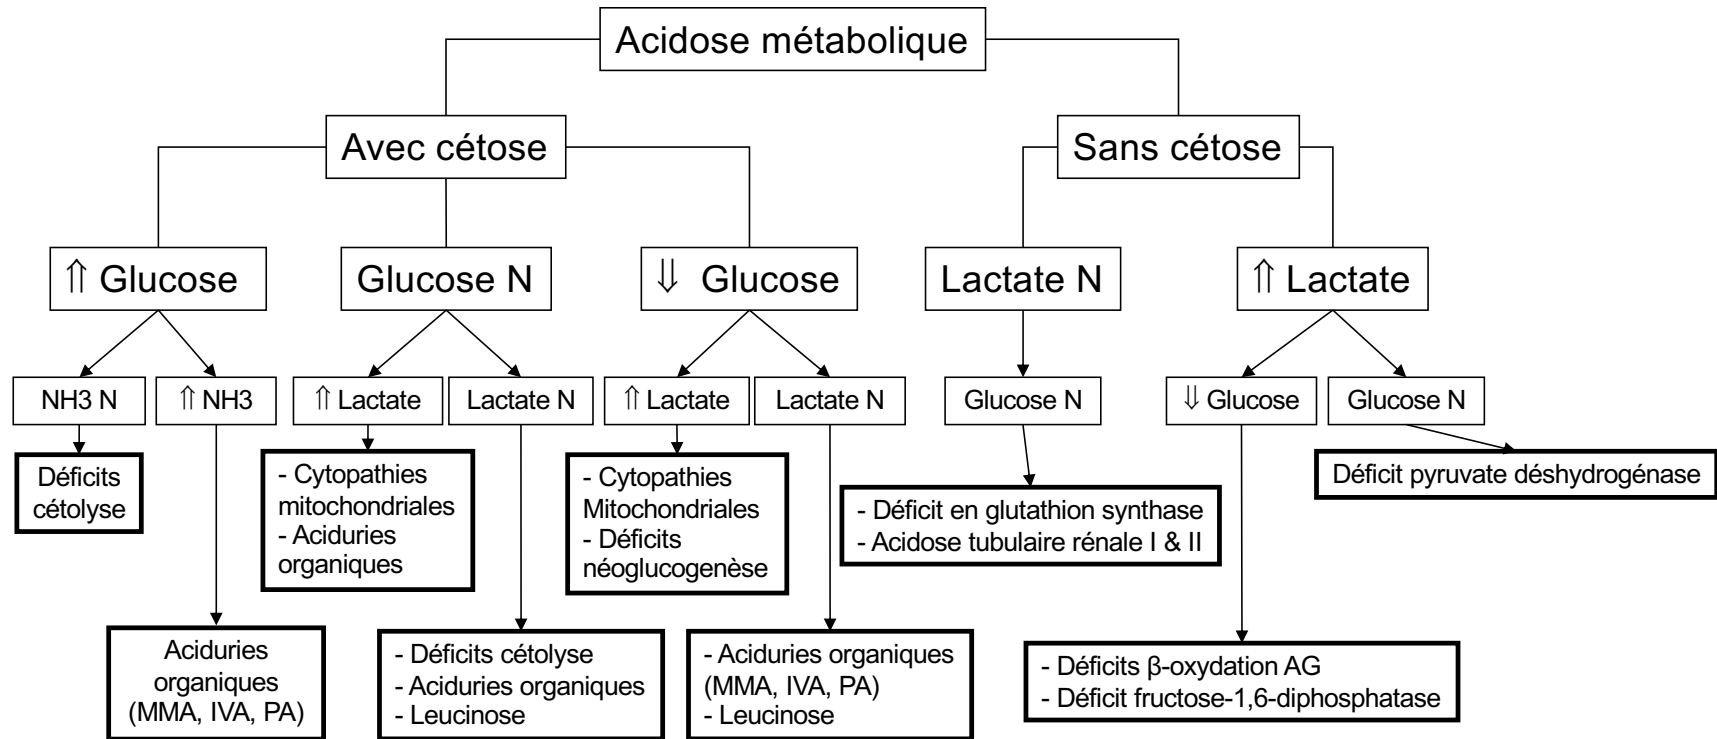 Acidose métabolique
Avec cétose
Sans cétose
⇑ Glucose
Glucose N
⇓ Glucose
Lactate N
⇑ Lactate
NH3 N
⇑ NH3
⇑ Lactate
Lactate N
⇑ Lactate
Lactate N
Glucose N
⇓ Glucose
Glucose N
Déficits
cétolyse
- Cytopathies
mitochondriales
- Aciduries
organiques
- Cytopathies
Mitochondriales
- Déficits
néoglucogenèse
- Déficit en glutathion synthase
- Acidose tubulaire rénale I & II
Déficit pyruvate déshydrogénase
Aciduries
organiques
(MMA, IVA, PA)
- Déficits cétolyse
- Aciduries organiques
- Leucinose
- Aciduries organiques
(MMA, IVA, PA)
- Leucinose
- Déficits β-oxydation AG
- Déficit fructose-1,6-diphosphatase